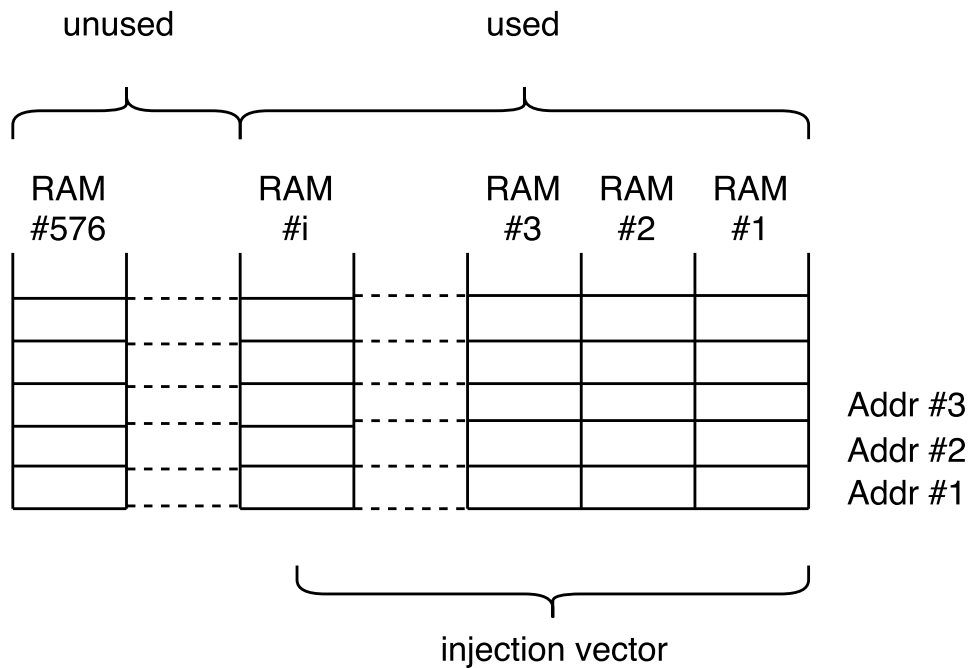 unused
used
RAM #576
RAM #i
RAM #3
RAM #2
RAM #1
Addr #3
Addr #2
Addr #1
injection vector